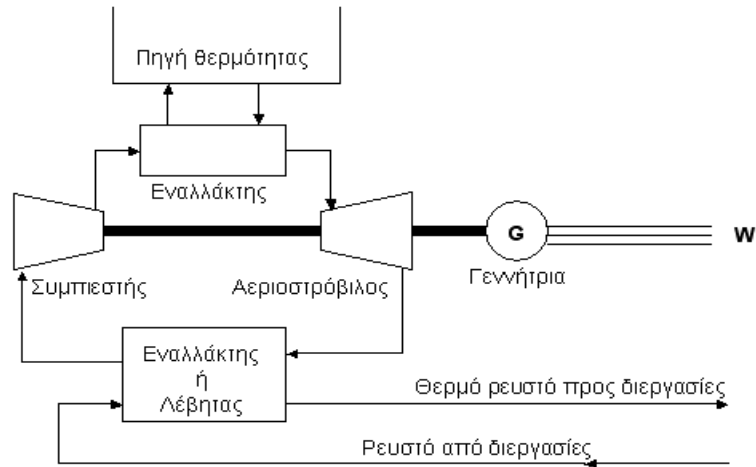 Πηγή θερμότητας
Εναλλάκτης
G
W
Συμπιεστής
Αεριοστρόβιλος
Γεννήτρια
Εναλλάκτης
ή
Λέβητας
Θερμό ρευστό προς διεργασίες
Ρευστό από διεργασίες